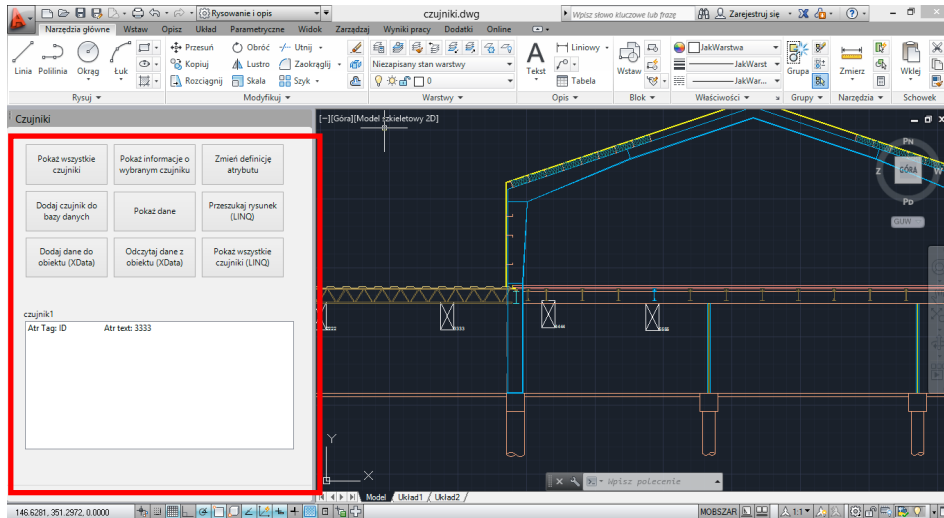 Rysowanie i opis
czujniki.dwg
Wpisz słowo kluczowe lub frazę
Zarejestruj się
Narzędzia główne Wstaw Opisz Układ Parametryczne Widok Zarządzaj Wyniki pracy Dodatki Online
Linia Polilinia Okrąg Łuk
Przesuń Obróć Utnij
Kopiuj Lustro Zaokraglij
Rozciągnij Skala Szyk
Niezapisany stan warstwy
0
Tekst
Liniowy
Tabela
Wstaw
JakWarstwa
JakWarst
JakWar...
Grupa
Zmierz
Wklej
Rysuj Modyfikuj Warstwy Opis Blok Właściwości Grupy Narzędzia Schowek
Czujniki
[−][Góra][Model szkieletowy 2D]
Pokaż wszystkie czujniki
Pokaż informacje o wybranym czujniku
Zmień definicję atrybutu
Dodaj czujnik do bazy danych
Pokaż dane
Przeszukaj rysunek (LINQ)
Dodaj dane do obiektu (XData)
Odczytaj dane z obiektu (XData)
Pokaż wszystkie czujniki (LINQ)
czujnik1
Atr Tag: ID Atr text: 3333
PN
Z GÓRA W
PD
GUW
3333
Y
X
Wpisz polecenie
Model Układ1 Układ2
146.6281, 351.2972, 0.0000
MOBSZAR
1:1